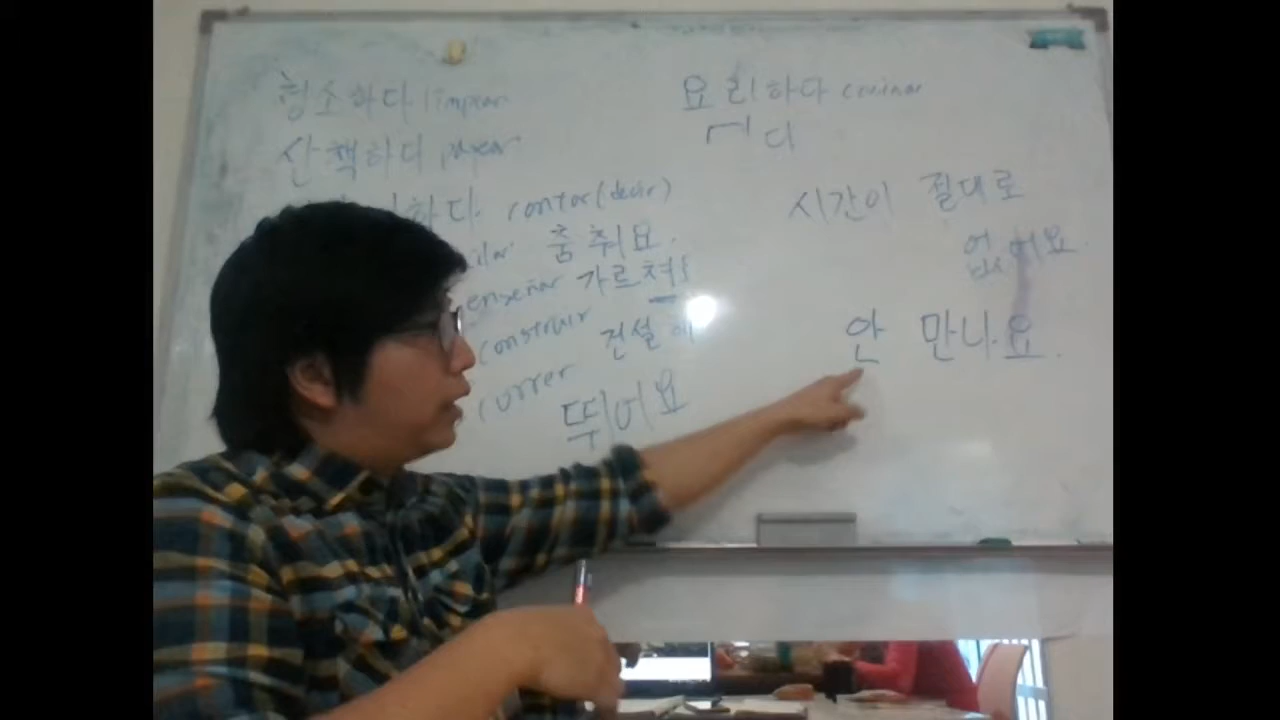 청소하다 limpiar
산책하다 pasear
하다. contar (decir)
춤 춰요.
enseñar 가르쳐
construir 건설해
correr 뛰어요
요리하다 cocinar
다
시간이 절대로
없어요.
안 만나요.